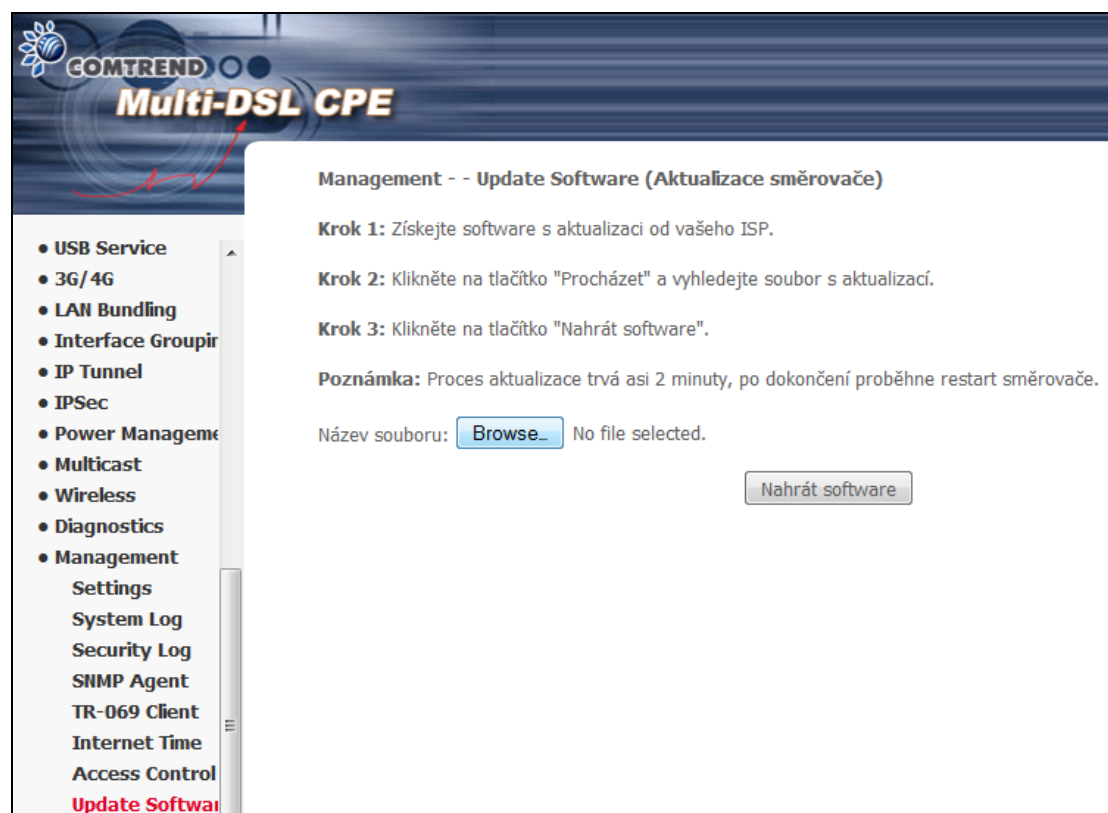 COMTREND
Multi-DSL CPE
Management - - Update Software (Aktualizace směrovače)
Krok 1: Získejte software s aktualizaci od vašeho ISP.
Krok 2: Klikněte na tlačítko "Procházet" a vyhledejte soubor s aktualizací.
Krok 3: Klikněte na tlačítko "Nahrát software".
Poznámka: Proces aktualizace trvá asi 2 minuty, po dokončení proběhne restart směrovače.
Název souboru: Browse… No file selected.
Nahrát software
• USB Service
• 3G/4G
• LAN Bundling
• Interface Groupin
• IP Tunnel
• IPSec
• Power Manageme
• Multicast
• Wireless
• Diagnostics
• Management
Settings
System Log
Security Log
SNMP Agent
TR-069 Client
Internet Time
Access Control
Update Softwar